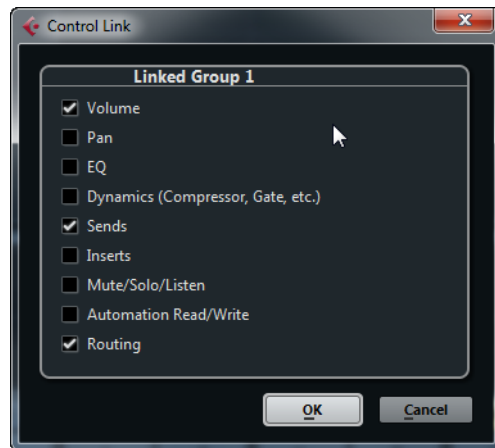 Control Link
Linked Group 1
Volume
Pan
EQ
Dynamics (Compressor, Gate, etc.)
Sends
Inserts
Mute/Solo/Listen
Automation Read/Write
Routing
OK Cancel